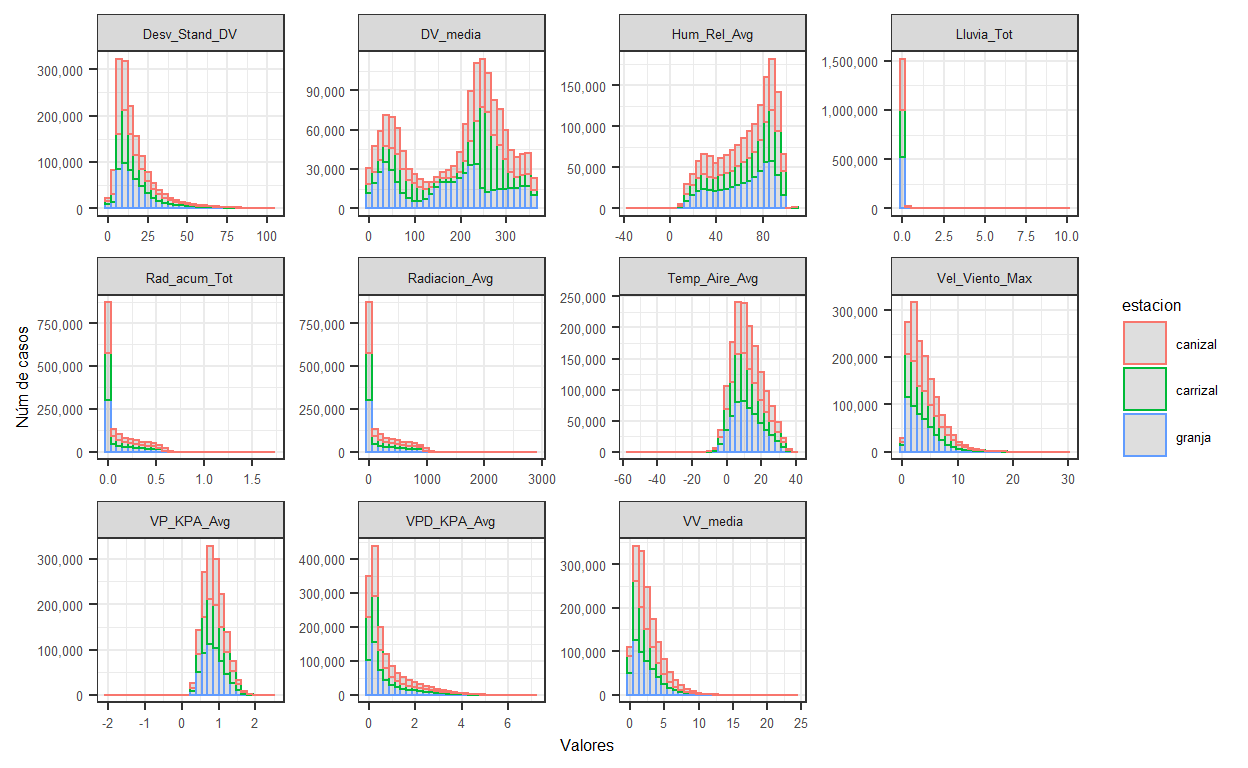 Desv_Stand_DV
DV_media
Hum_Rel_Avg
Lluvia_Tot
300,000
200,000
100,000
0
0 25 50 75 100
90,000
60,000
30,000
0
0 100 200 300
150,000
100,000
50,000
0
-40 0 40 80
1,500,000
1,000,000
500,000
0
0.0 2.5 5.0 7.5 10.0
Rad_acum_Tot
Radiacion_Avg
Temp_Aire_Avg
Vel_Viento_Max
750,000
500,000
250,000
0
0.0 0.5 1.0 1.5
750,000
500,000
250,000
0
0 1000 2000 3000
250,000
200,000
150,000
100,000
50,000
0
-60 -40 -20 0 20 40
300,000
200,000
100,000
0
0 10 20 30
VP_KPA_Avg
VPD_KPA_Avg
VV_media
300,000
200,000
100,000
0
-2 -1 0 1 2
400,000
300,000
200,000
100,000
0
0 2 4 6
300,000
200,000
100,000
0
0 5 10 15 20 25
Núm de casos
Valores
estacion
canizal
carrizal
granja